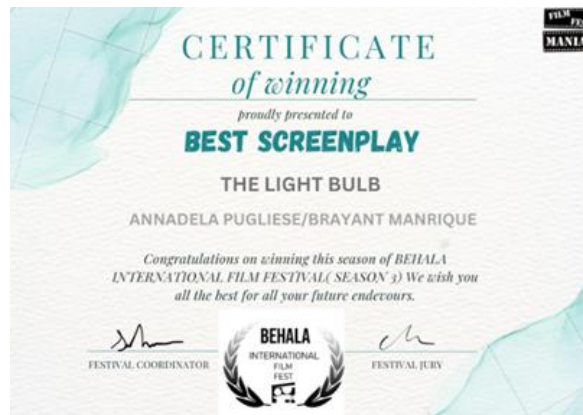 FILM
CERTIFICATE
of winning
proudly presented to
BEST SCREENPLAY
THE LIGHT BULB
ANNADELA PUGLIESE/BRAYANT MANRIQUE
Congratulations on winning this season of BEHALA
INTERNATIONAL FILM FESTIVAL( SEASON 3) We wish you
all the best for all your future endevours.
FESTIVAL COORDINATOR
BEHALA
INTERNATIONAL
FILM
FEST
FESTIVAL JURY